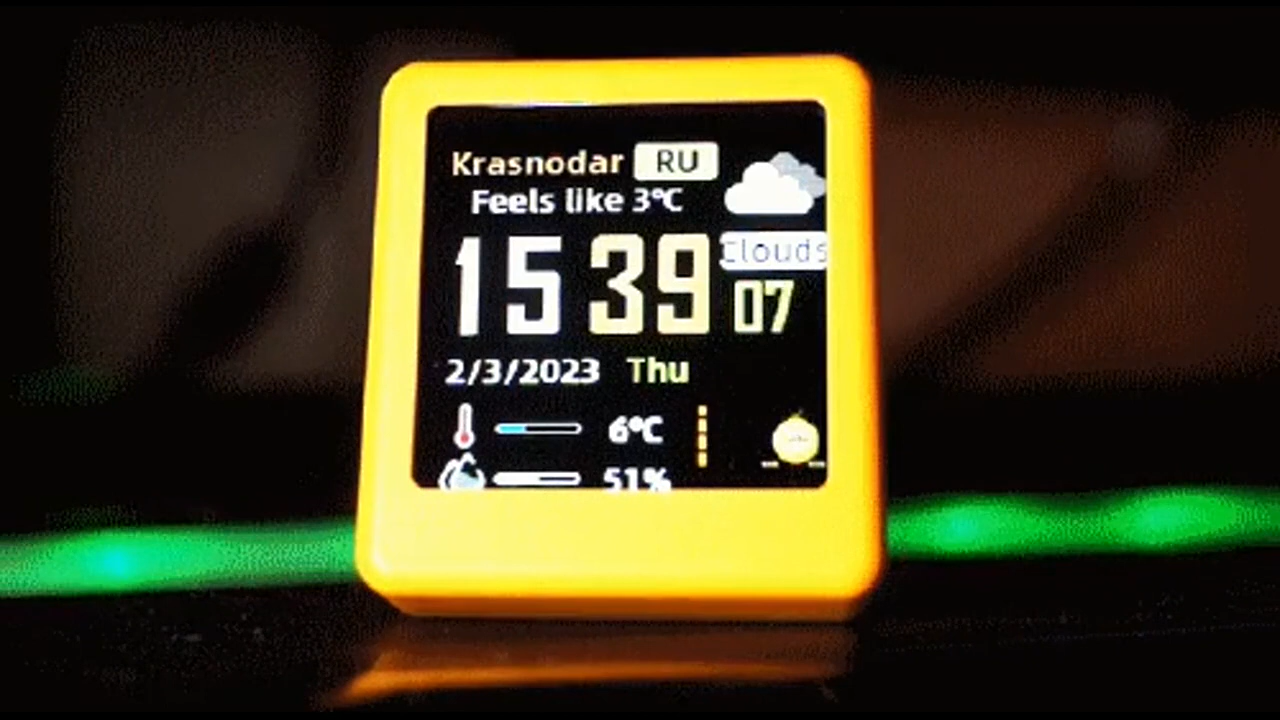 Krasnodar RU
Feels like 3°C
Clouds
15 39 07
2/3/2023 Thu
6°C
51%